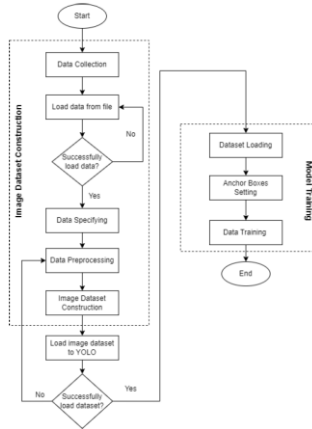 Start
Image Dataset Construction
Data Collection
Load data from file
No
Successfully
load data?
Yes
Data Specifying
Data Preprocessing
Image Dataset
Construction
Load image dataset
to YOLO
No
Successfully
load dataset?
Yes
Model Training
Dataset Loading
Anchor Boxes
Setting
Data Training
End